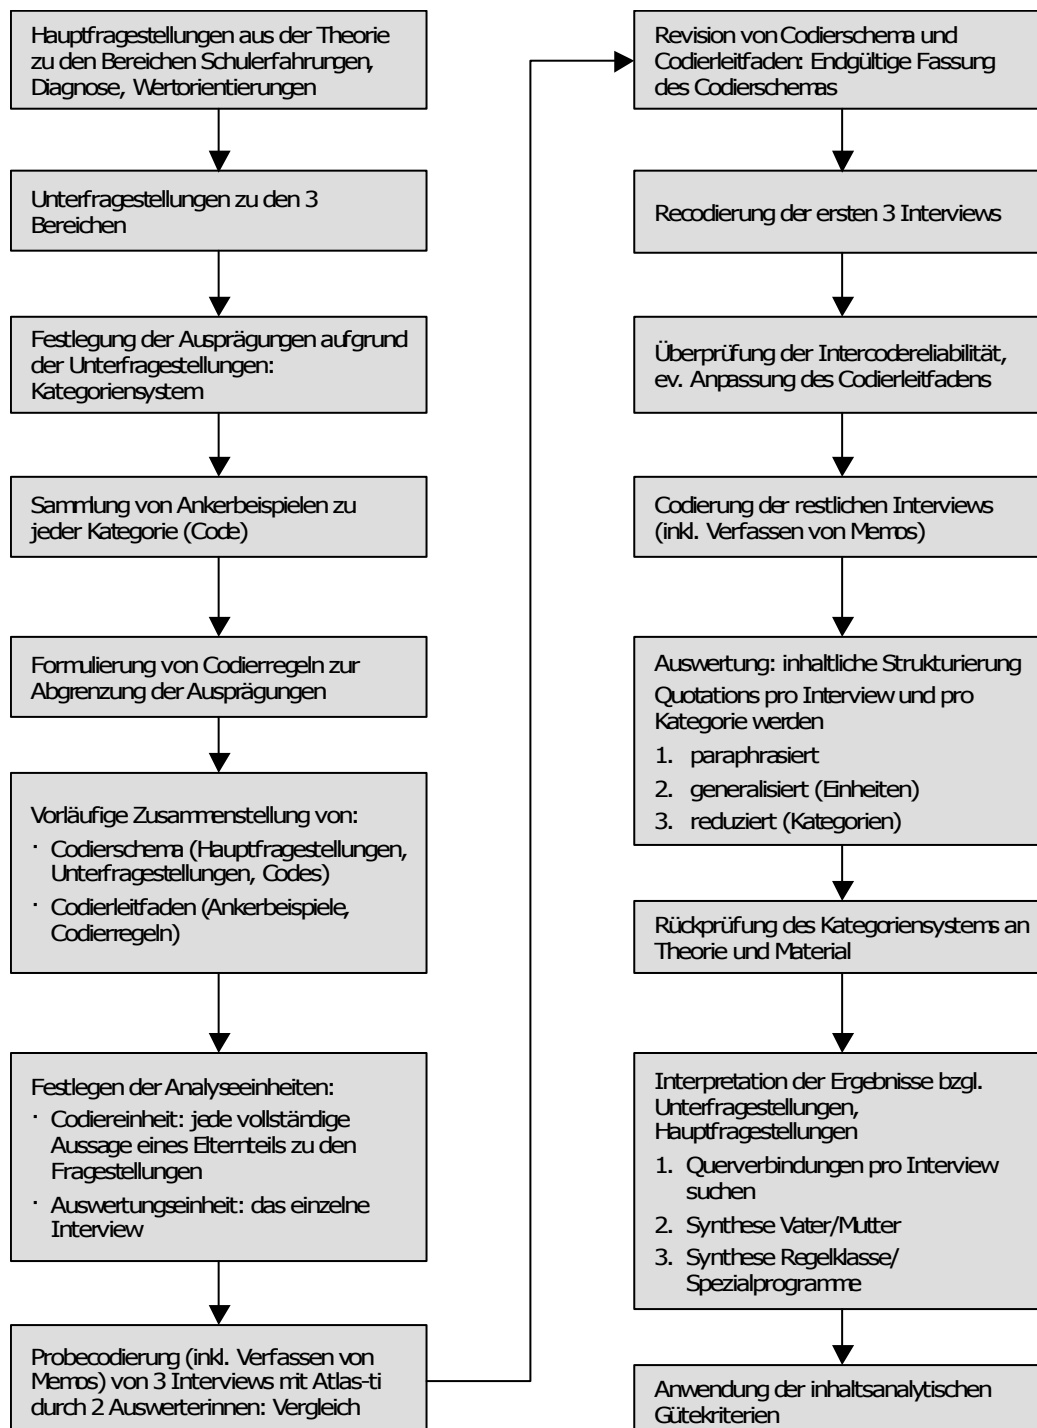 Hauptfragestellungen aus der Theorie
zu den Bereichen Schulerfahrungen,
Diagnose, Wertorientierungen
Unterfragestellungen zu den 3
Bereichen
Festlegung der Ausprägungen aufgrund
der Unterfragestellungen:
Kategoriensystem
Sammlung von Ankerbeispielen zu
jeder Kategorie (Code)
Formulierung von Codierregeln zur
Abgrenzung der Ausprägungen
Vorläufige Zusammenstellung von:
· Codierschema (Hauptfragestellungen,
Unterfragestellungen, Codes)
· Codierleitfaden (Ankerbeispiele,
Codierregeln)
Festlegen der Analyseeinheiten:
· Codiereinheit: jede vollständige
Aussage eines Elternteils zu den
Fragestellungen
· Auswertungseinheit: das einzelne
Interview
Probecodierung (inkl. Verfassen von
Memos) von 3 Interviews mit Atlas-ti
durch 2 Auswerterinnen: Vergleich
Revision von Codierschema und
Codierleitfaden: Endgültige Fassung
des Codierschemas
Recodierung der ersten 3 Interviews
Überprüfung der Intercodereliabilität,
ev. Anpassung des Codierleitfadens
Codierung der restlichen Interviews
(inkl. Verfassen von Memos)
Auswertung: inhaltliche Strukturierung
Quotations pro Interview und pro
Kategorie werden
1. paraphrasiert
2. generalisiert (Einheiten)
3. reduziert (Kategorien)
Rückprüfung des Kategoriensystems an
Theorie und Material
Interpretation der Ergebnisse bzgl.
Unterfragestellungen,
Hauptfragestellungen
1. Querverbindungen pro Interview
suchen
2. Synthese Vater/Mutter
3. Synthese Regelklasse/
Spezialprogramme
Anwendung der inhaltsanalytischen
Gütekriterien